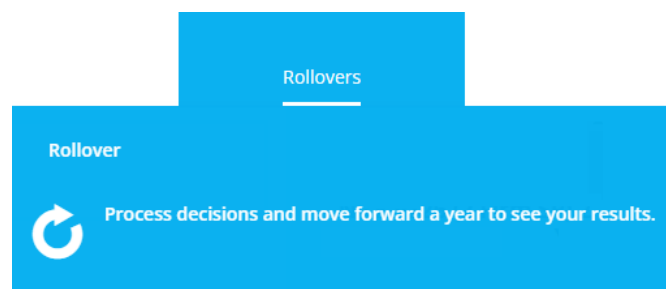 Rollovers
Rollover
Process decisions and move forward a year to see your results.